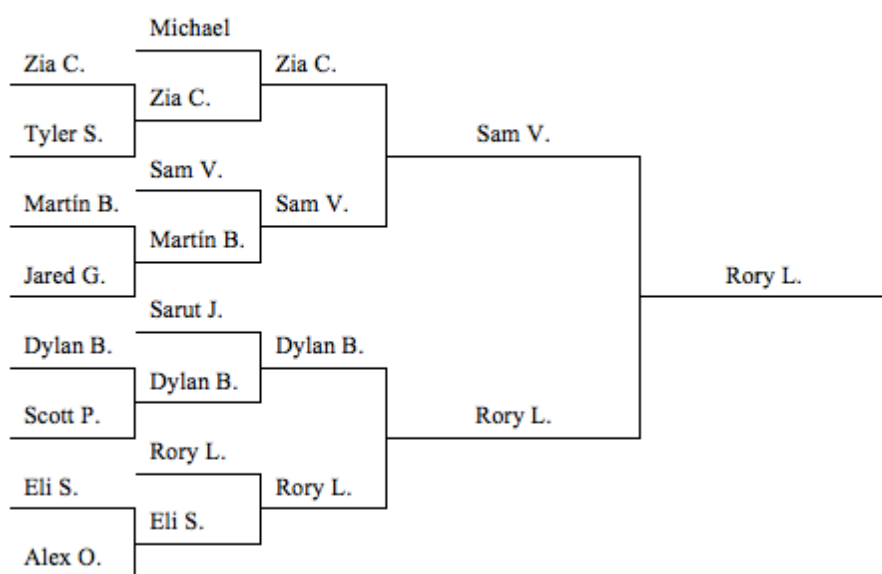 Michael
Zia C.
Zia C.
Zia C.
Tyler S.
Sam V.
Sam V.
Martín B.
Sam V.
Martín B.
Jared G.
Rory L.
Sarut J.
Dylan B.
Dylan B.
Dylan B.
Scott P.
Rory L.
Rory L.
Eli S.
Rory L.
Eli S.
Alex O.